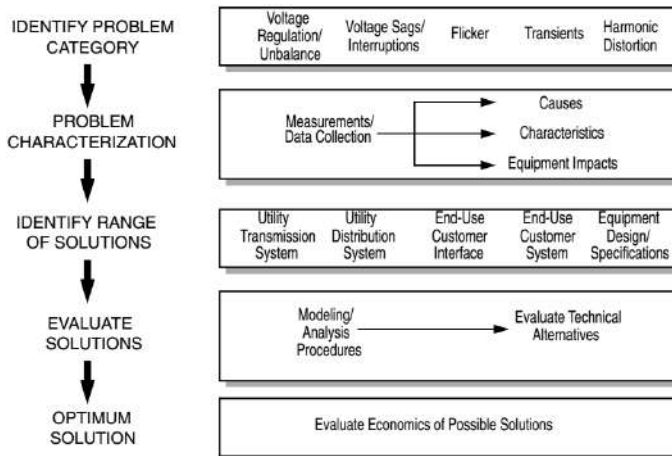 IDENTIFY PROBLEM
CATEGORY
Voltage
Regulation/
Unbalance
Voltage Sags/
Interruptions
Flicker
Transients
Harmonic
Distortion
PROBLEM
CHARACTERIZATION
Measurements/
Data Collection
Causes
Characteristics
Equipment Impacts
IDENTIFY RANGE
OF SOLUTIONS
Utility
Transmission
System
Utility
Distribution
System
End-Use
Customer
Interface
End-Use
Customer
System
Equipment
Design/
Specifications
EVALUATE
SOLUTIONS
Modeling/
Analysis
Procedures
Evaluate Technical
Alternatives
OPTIMUM
SOLUTION
Evaluate Economics of Possible Solutions